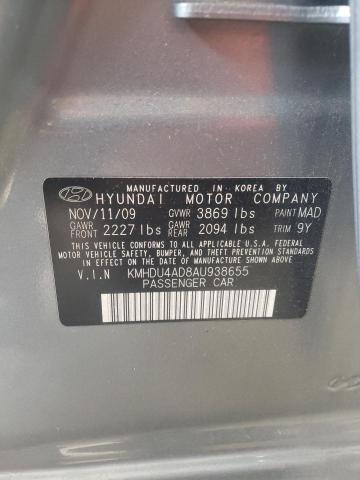 MANUFACTURED IN KOREA BY
HYUNDAI MOTOR COMPANY
NOV/11/09 GVWR 3869 lbs PAINT MAD
GAWR FRONT 2227 lbs GAWR REAR 2094 lbs TRIM 9Y
THIS VEHICLE CONFORMS TO ALL APPLICABLE U.S.A. FEDERAL
MOTOR VEHICLE SAFETY, BUMPER, AND THEFT PREVENTION STANDARDS
IN EFFECT ON THE DATE OF MANUFACTURE SHOWN ABOVE.
V.I.N KMHDU4AD8AU938655
PASSENGER CAR